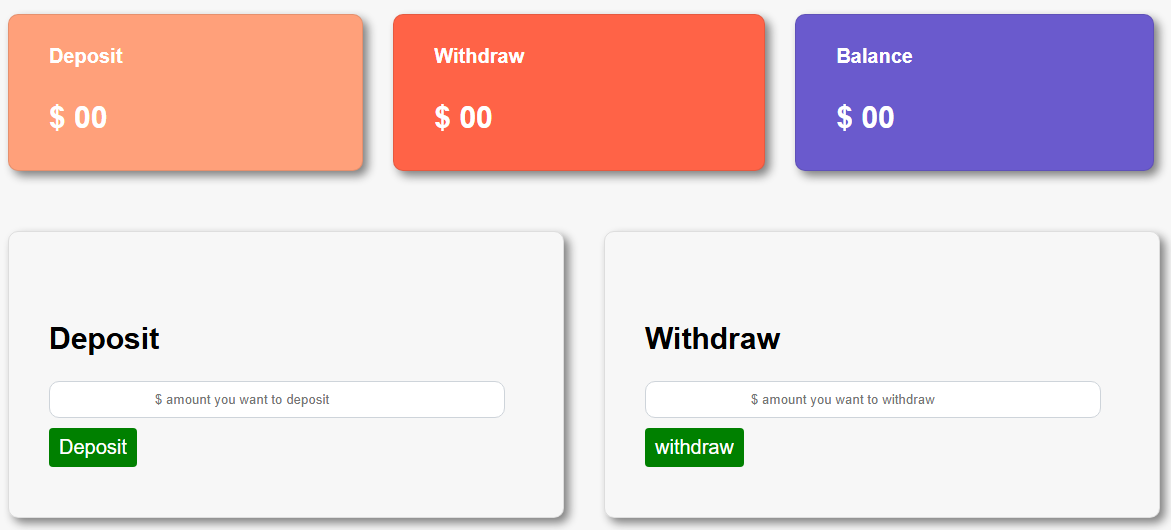 Deposit
Withdraw
Balance
$ 00
$ 00
$ 00
Deposit
Withdraw
$ amount you want to deposit
$ amount you want to withdraw
Deposit
withdraw